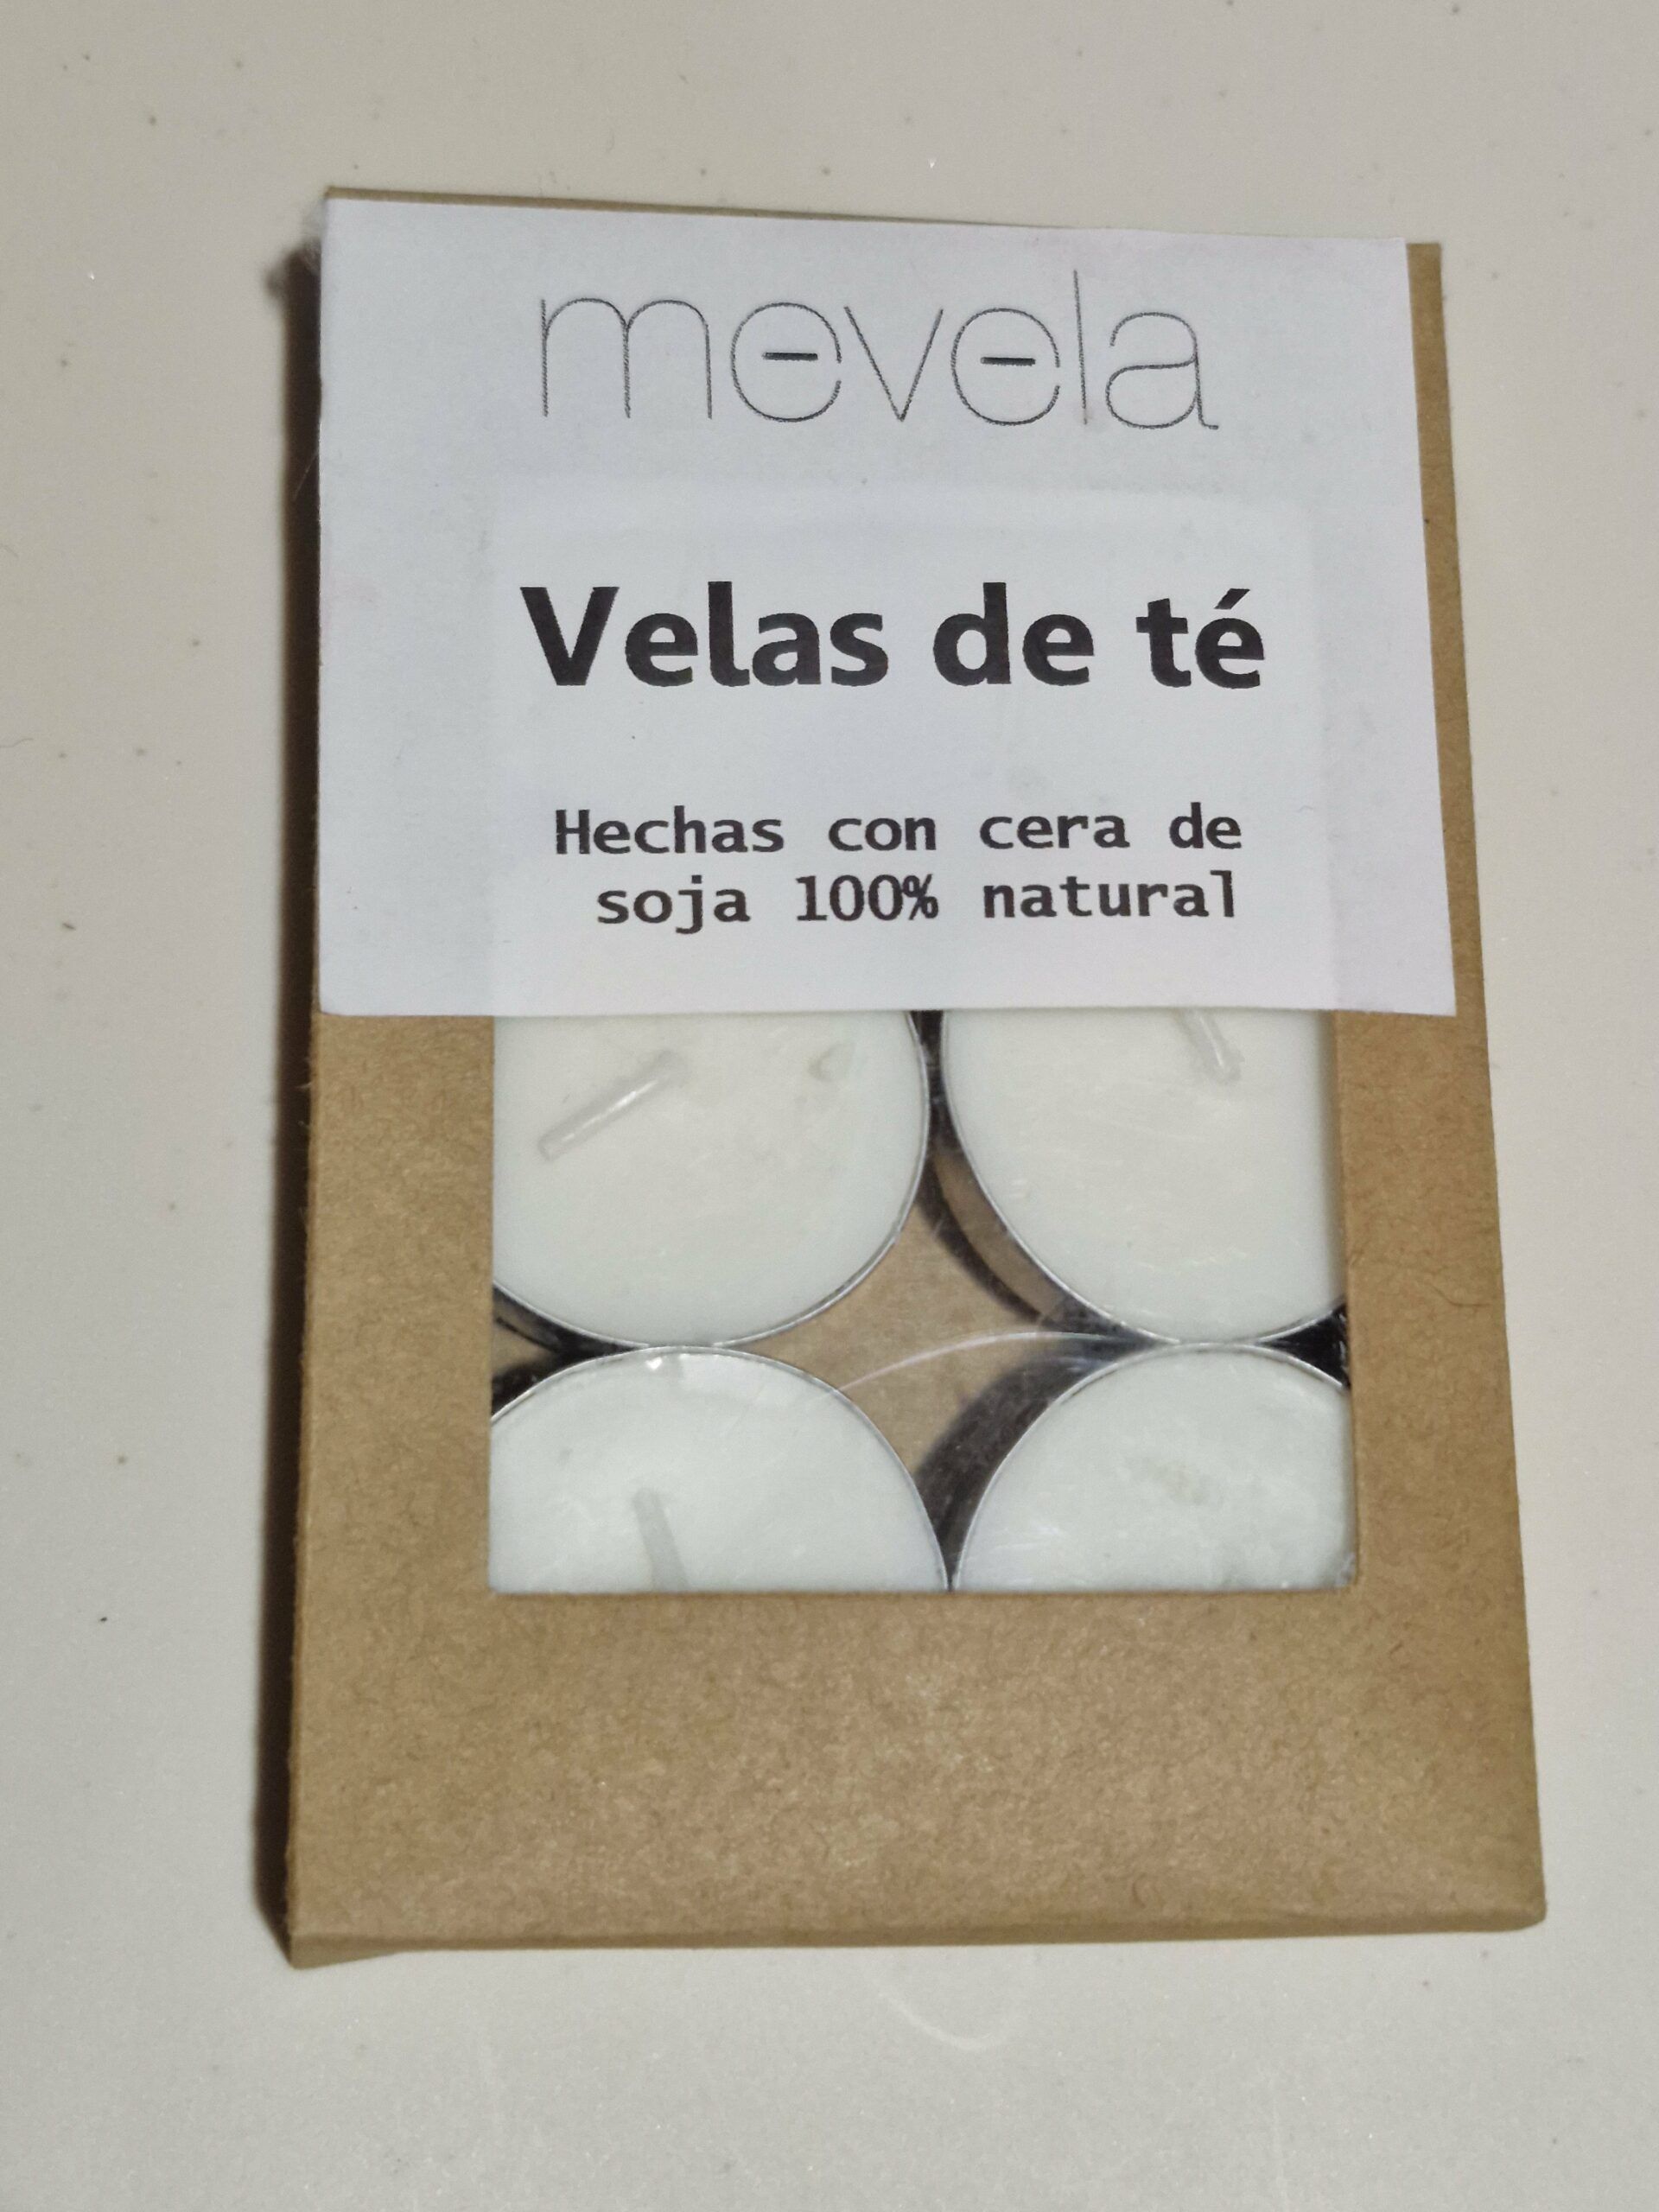 mevela
Velas de té
Hechas con cera de
soja 100% natural